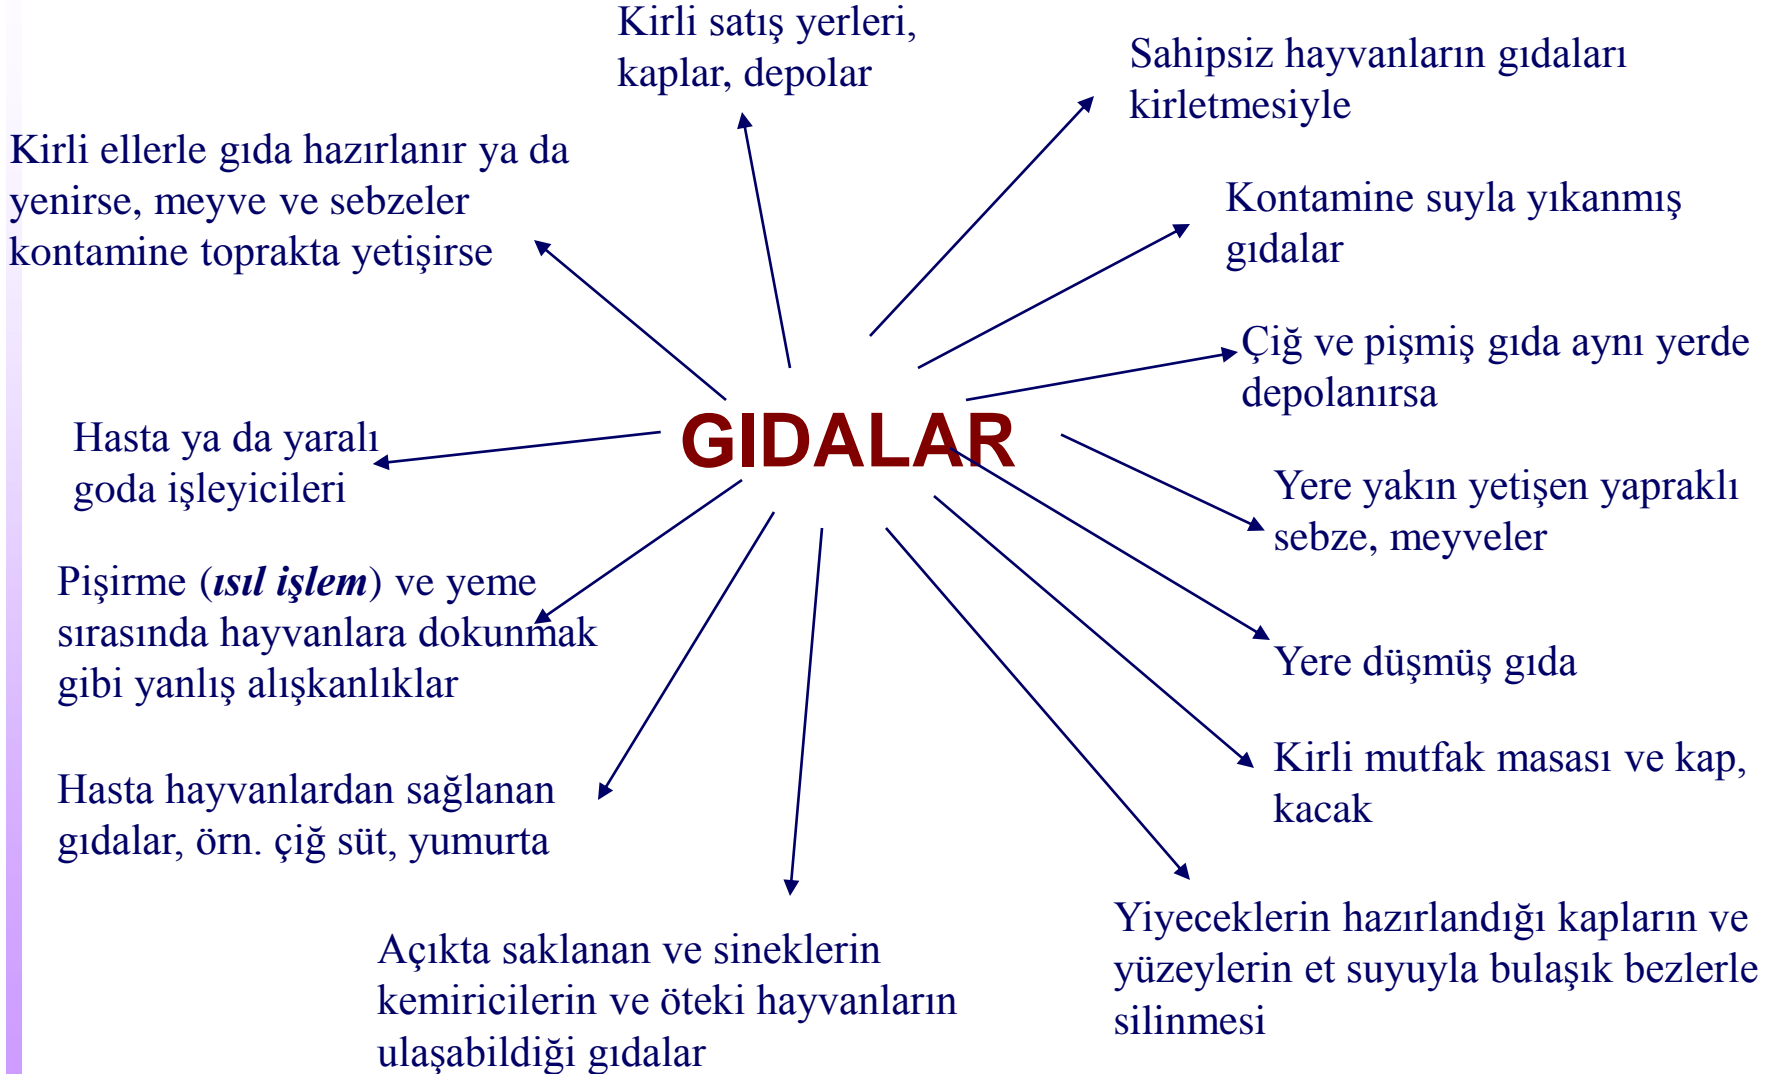 Kirli satış yerleri,
kaplar, depolar
Sahipsiz hayvanların gıdaları
kirletmesiyle
Kirli ellerle gıda hazırlanır ya da
yenirse, meyve ve sebzeler
kontamine toprakta yetişirse
Kontamine suyla yıkanmış
gıdalar
Çiğ ve pişmiş gıda aynı yerde
depolanırsa
GIDALAR
Hasta ya da yaralı
goda işleyicileri
Yere yakın yetişen yapraklı
sebze, meyveler
Pişirme (ısıl işlem) ve yeme
sırasında hayvanlara dokunmak
gibi yanlış alışkanlıklar
Yere düşmüş gıda
Kirli mutfak masası ve kap,
kacak
Hasta hayvanlardan sağlanan
gıdalar, örn. çiğ süt, yumurta
Yiyeceklerin hazırlandığı kapların ve
yüzeylerin et suyuyla bulaşık bezlerle
silinmesi
Açıkta saklanan ve sineklerin
kemiricilerin ve öteki hayvanların
ulaşabildiği gıdalar